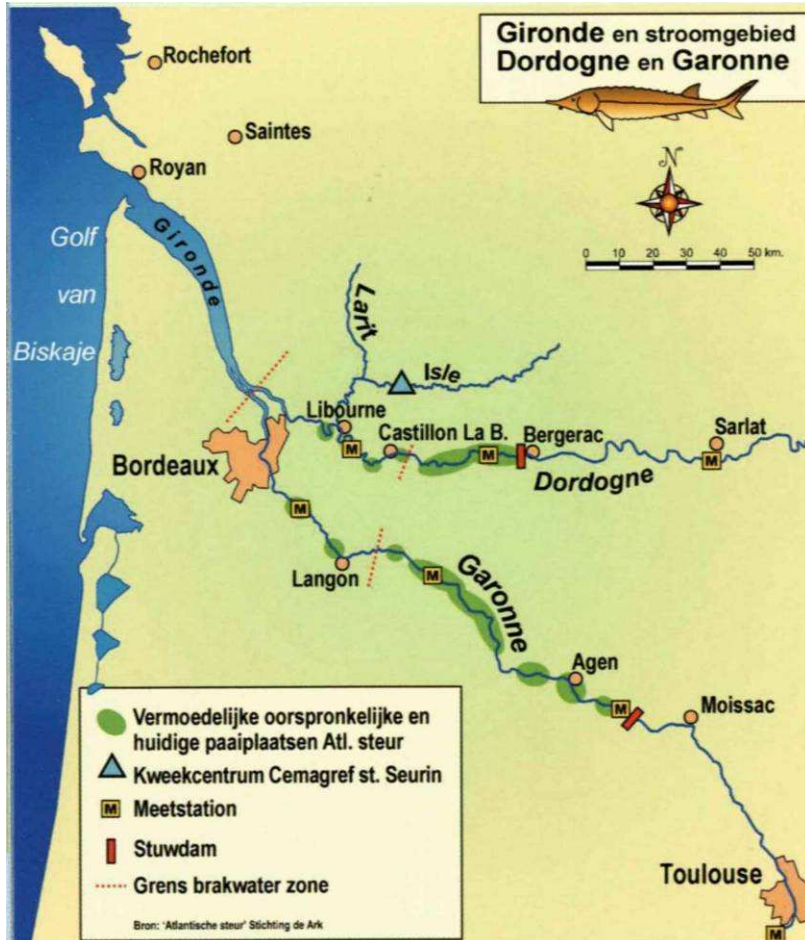 Gironde en stroomgebied
Dordogne en Garonne
Rochefort
Saintes
Royan
N
0 10 20 30 40 50 km.
Golf
van
Biskaje
Gironde
Larit
Isle
Libourne
Castillon La B.
Bergerac
Sarlat
M
M
M
Bordeaux
Dordogne
M
Langon
M
Garonne
Agen
M
Moissac
Toulouse
M
Vermoedelijke oorspronkelijke en
huidige paaiplaatsen Atl. steur
Kweekcentrum Cemagref st. Seurin
M Meetstation
Stuwdam
Grens brakwater zone
Bron: 'Atlantische steur' Stichting de Ark